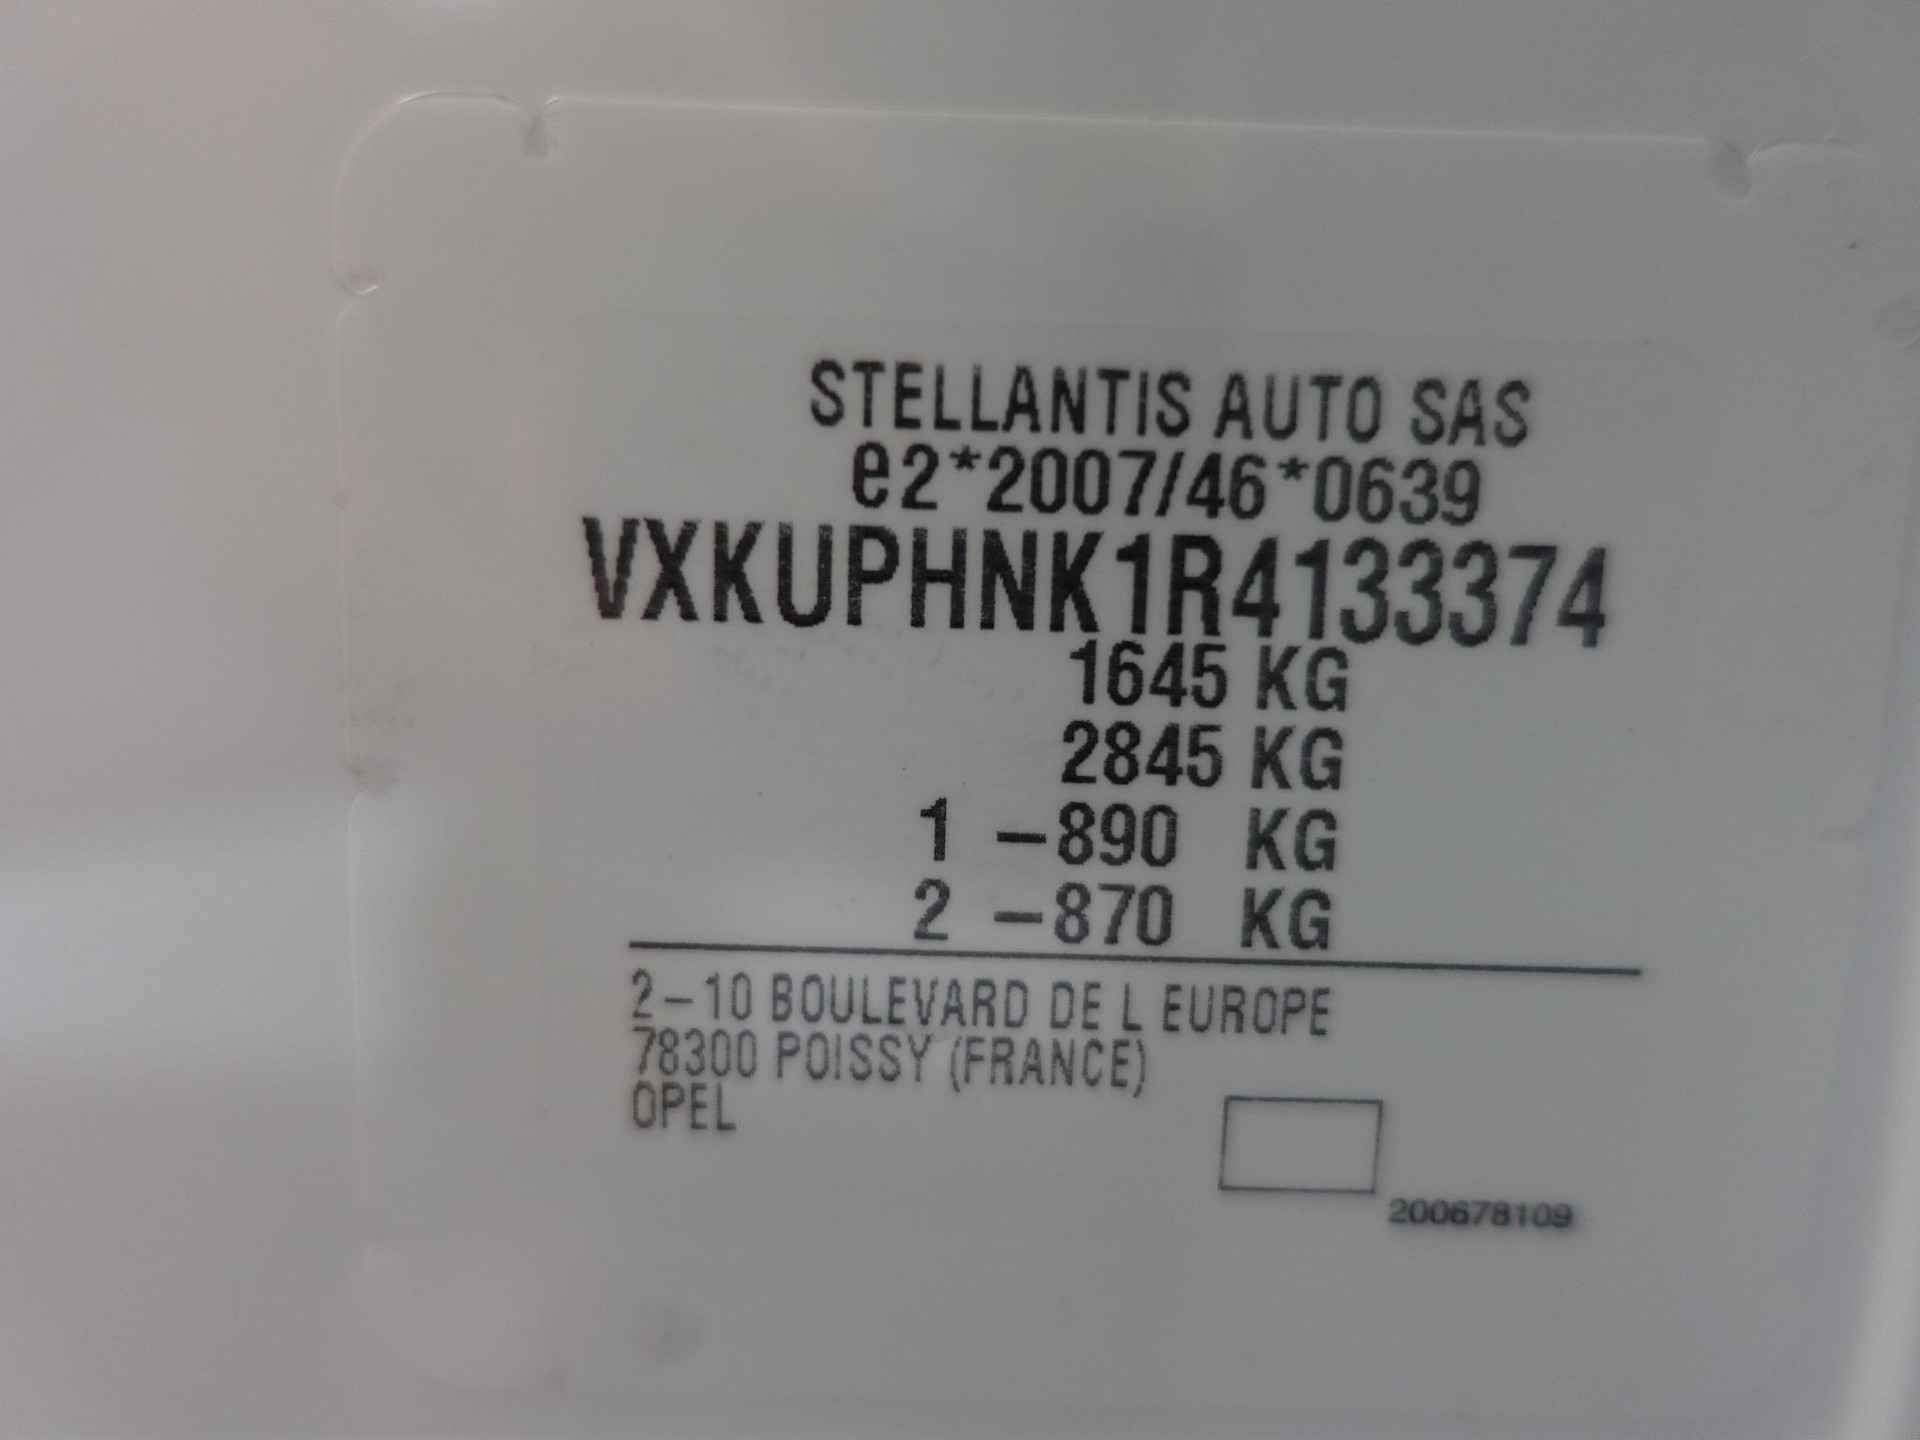 STELLANTIS AUTO SAS
e2*2007/46*0639
VXKUPHNK1R4133374
1645 KG
2845 KG
1 -890 KG
2 -870 KG
2-10 BOULEVARD DE L EUROPE
78300 POISSY (FRANCE)
OPEL
200678109